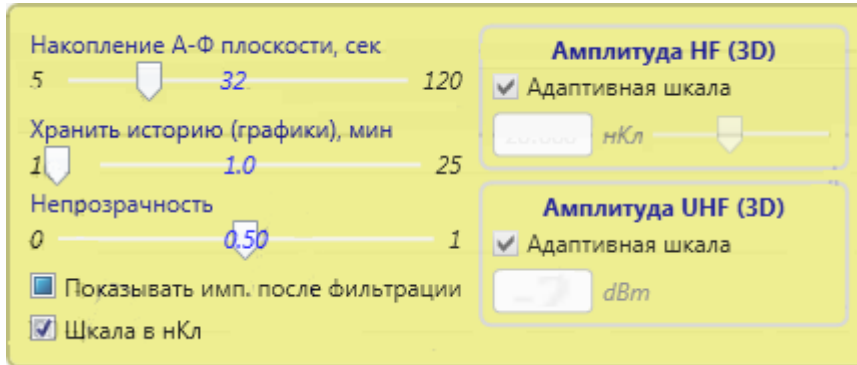 Накопление А-Ф плоскости, сек
5 32 120
Хранить историю (графики), мин
1 1.0 25
Непрозрачность
0 0.50 1
Показывать имп. после фильтрации
Шкала в нКл
Амплитуда HF (3D)
Адаптивная шкала
нКл
Амплитуда UHF (3D)
Адаптивная шкала
dBm